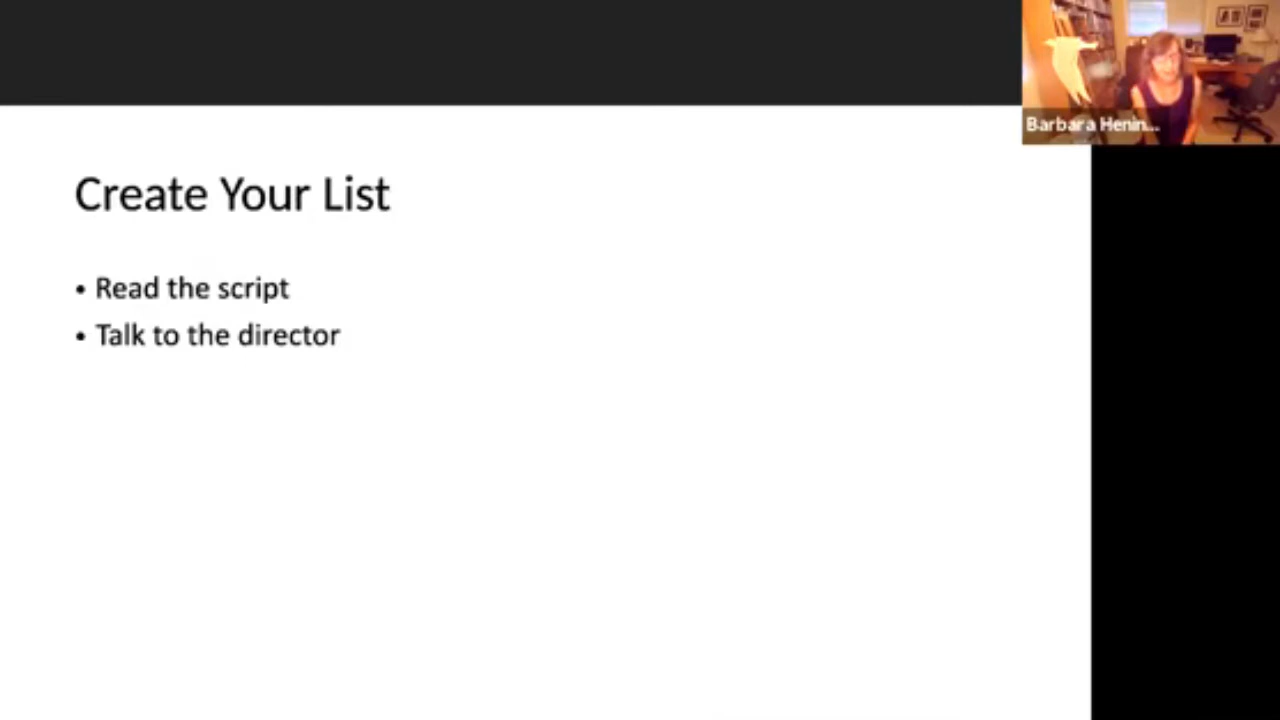 Barbara Henin...
Create Your List
• Read the script
• Talk to the director